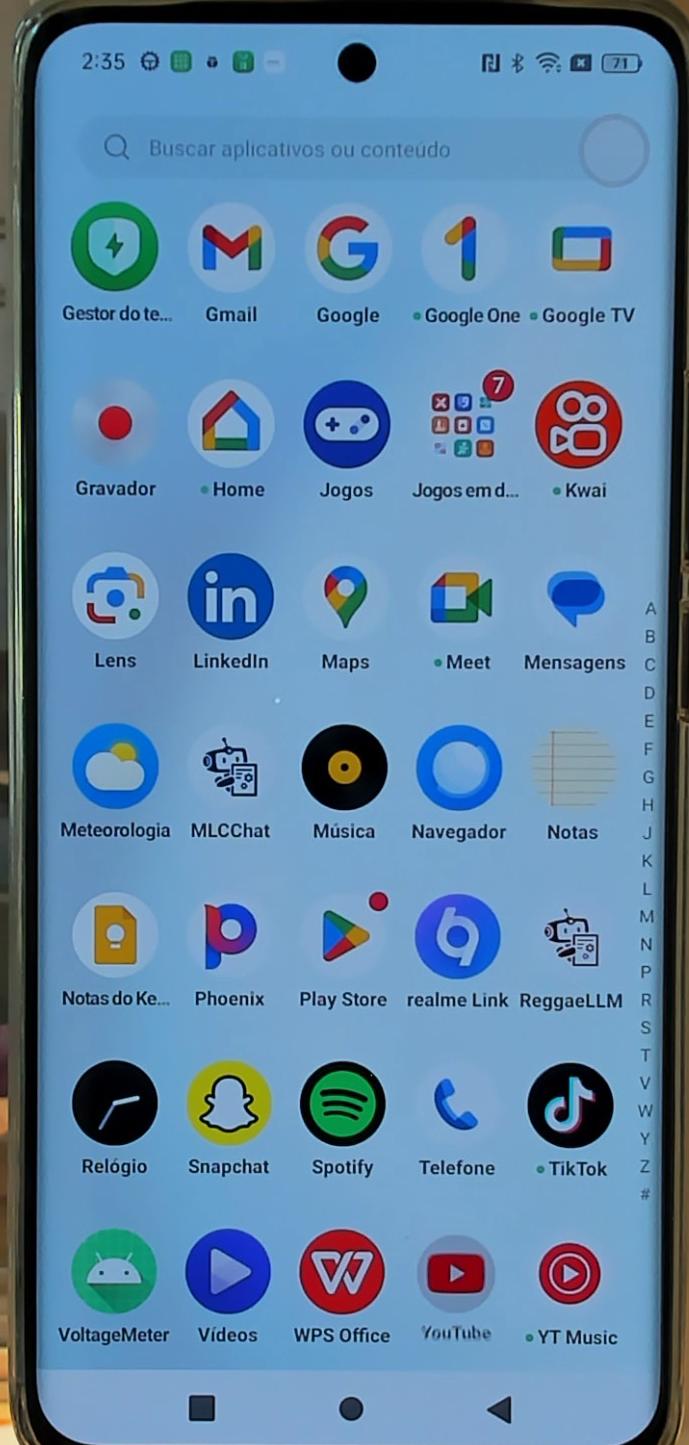 2:35 71
Buscar aplicativos ou conteúdo
Gestor do te... Gmail Google Google One Google TV
7
Gravador Home Jogos Jogos em d... Kwai
in
Lens LinkedIn Maps Meet Mensagens
Meteorologia MLCChat Música Navegador Notas
Notas do Ke... Phoenix Play Store realme Link ReggaeLLM
Relógio Snapchat Spotify Telefone TikTok
VoltageMeter Vídeos WPS Office YouTube YT Music
A
B
C
D
E
F
G
H
J
K
L
M
N
P
R
S
T
V
W
Y
Z
#